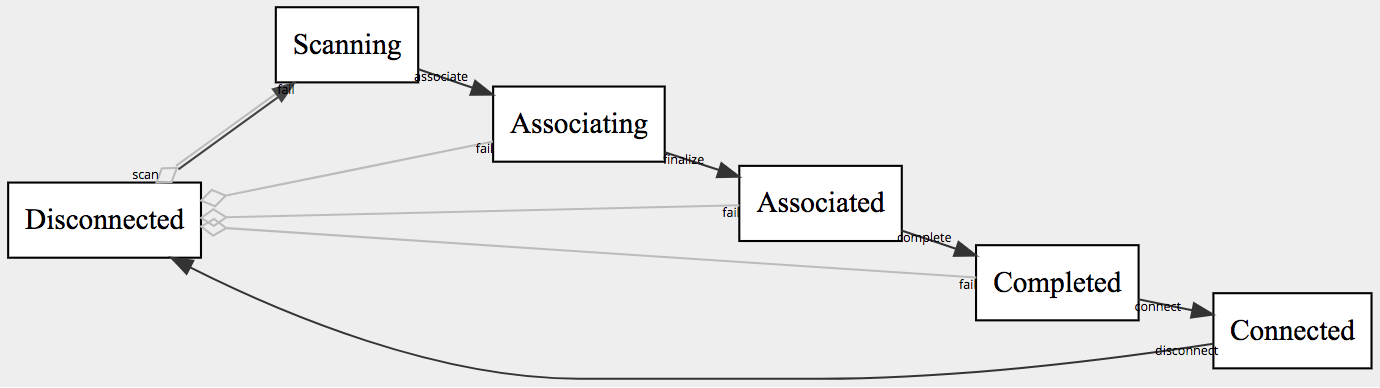 Scanning
associate
fail
Associating
fail
finalize
scan
Disconnected
Associated
fail
complete
Completed
fail
connect
Connected
disconnect